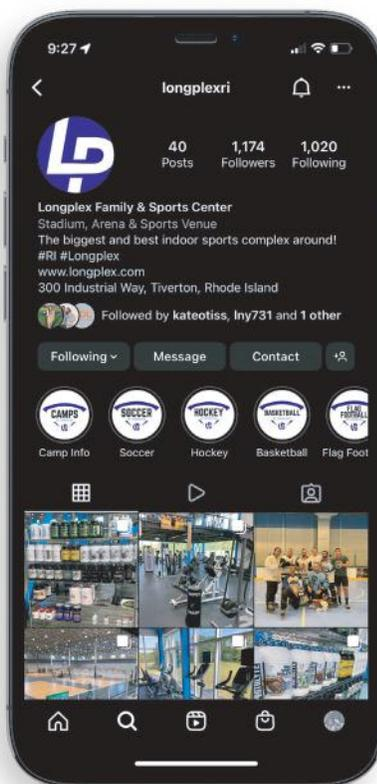 9:27
longplexri
LP
40
Posts
1,174
Followers
1,020
Following
Longplex Family & Sports Center
Stadium, Arena & Sports Venue
The biggest and best indoor sports complex around!
#RI #Longplex
www.longplex.com
300 Industrial Way, Tiverton, Rhode Island
Followed by kateotiss, lny731 and 1 other
Following
Message
Contact
CAMPS
SOCCER
HOCKEY
BASKETBALL
FLAG
FOOTBALL
Camp Info
Soccer
Hockey
Basketball
Flag Foot